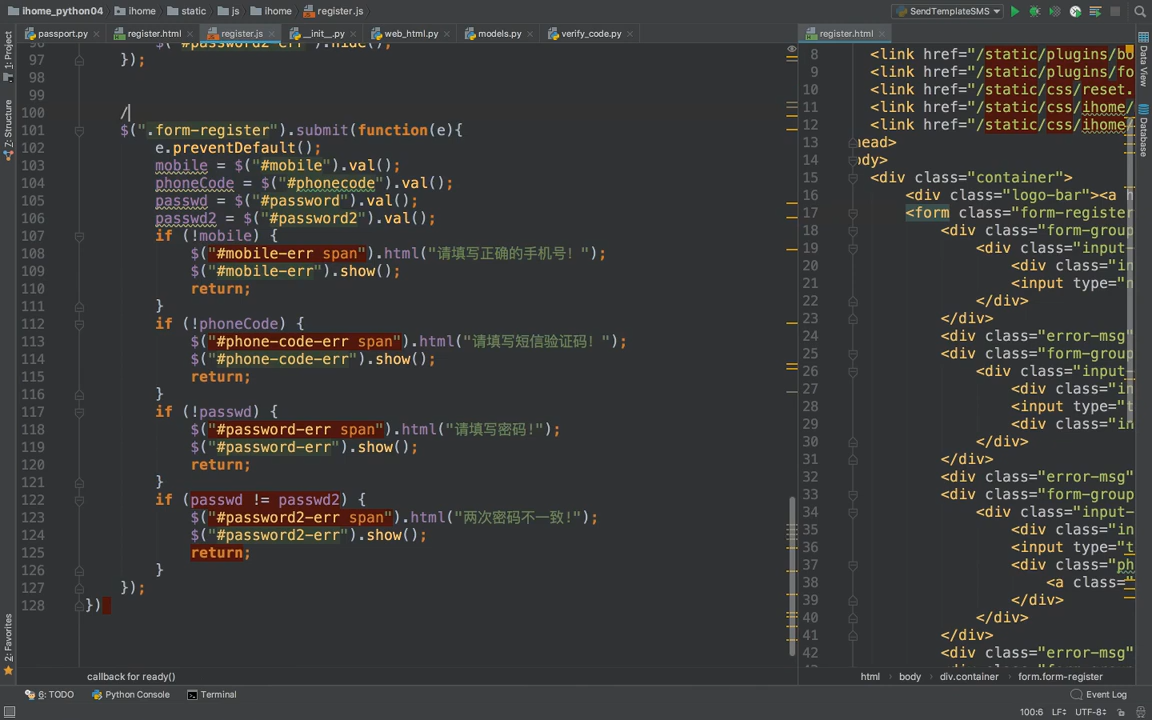 ihome_python04 ihome static js ihome register.js SendTemplateSMS
passport.py register.html register.js __init__.py web_html.py models.py verify_code.py register.html
97 });
98
99
100 /
101 $(".form-register").submit(function(e){
102 e.preventDefault();
103 mobile = $("#mobile").val();
104 phoneCode = $("#phonecode").val();
105 passwd = $("#password").val();
106 passwd2 = $("#password2").val();
107 if (!mobile) {
108 $("#mobile-err span").html("请填写正确的手机号！");
109 $("#mobile-err").show();
110 return;
111 }
112 if (!phoneCode) {
113 $("#phone-code-err span").html("请填写短信验证码！");
114 $("#phone-code-err").show();
115 return;
116 }
117 if (!passwd) {
118 $("#password-err span").html("请填写密码!");
119 $("#password-err").show();
120 return;
121 }
122 if (passwd != passwd2) {
123 $("#password2-err span").html("两次密码不一致!");
124 $("#password2-err").show();
125 return;
126 }
127 });
128 })
callback for ready()
8 <link href="/static/plugins/bo
9 <link href="/static/plugins/fo
10 <link href="/static/css/reset.
11 <link href="/static/css/ihome/
12 <link href="/static/css/ihome/
13 head>
14 ody>
15 <div class="container">
16 <div class="logo-bar"><a h
17 <form class="form-register
18 <div class="form-group
19 <div class="input-
20 <div class="in
21 <input type="n
22 </div>
23 </div>
24 <div class="error-msg"
25 <div class="form-group
26 <div class="input-
27 <div class="in
28 <input type="t
29 <div class="in
30 </div>
31 </div>
32 <div class="error-msg"
33 <div class="form-group
34 <div class="input-
35 <div class="in
36 <input type="t
37 <div class="ph
38 <a class="
39 </div>
40 </div>
41 </div>
42 <div class="error-msg"
html body div.container form.form-register
1: Project
7: Structure
2: Favorites
Data View
Database
6: TODO Python Console Terminal Event Log
100:6 LF UTF-8